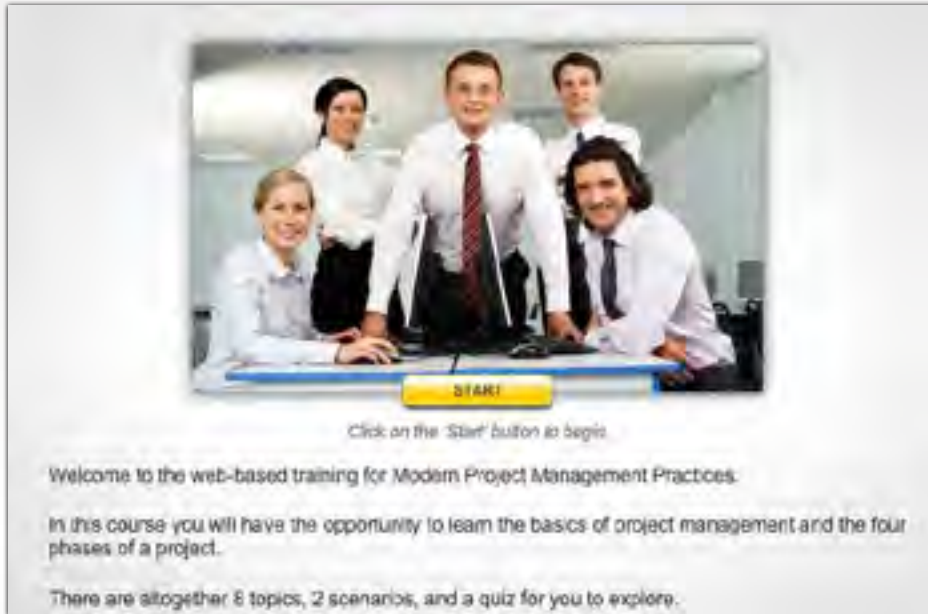 START
Click on the 'Start' button to begin.
Welcome to the web-based training for Modern Project Management Practices.
In this course you will have the opportunity to learn the basics of project management and the four
phases of a project.
There are altogether 8 topics, 2 scenarios, and a quiz for you to explore.